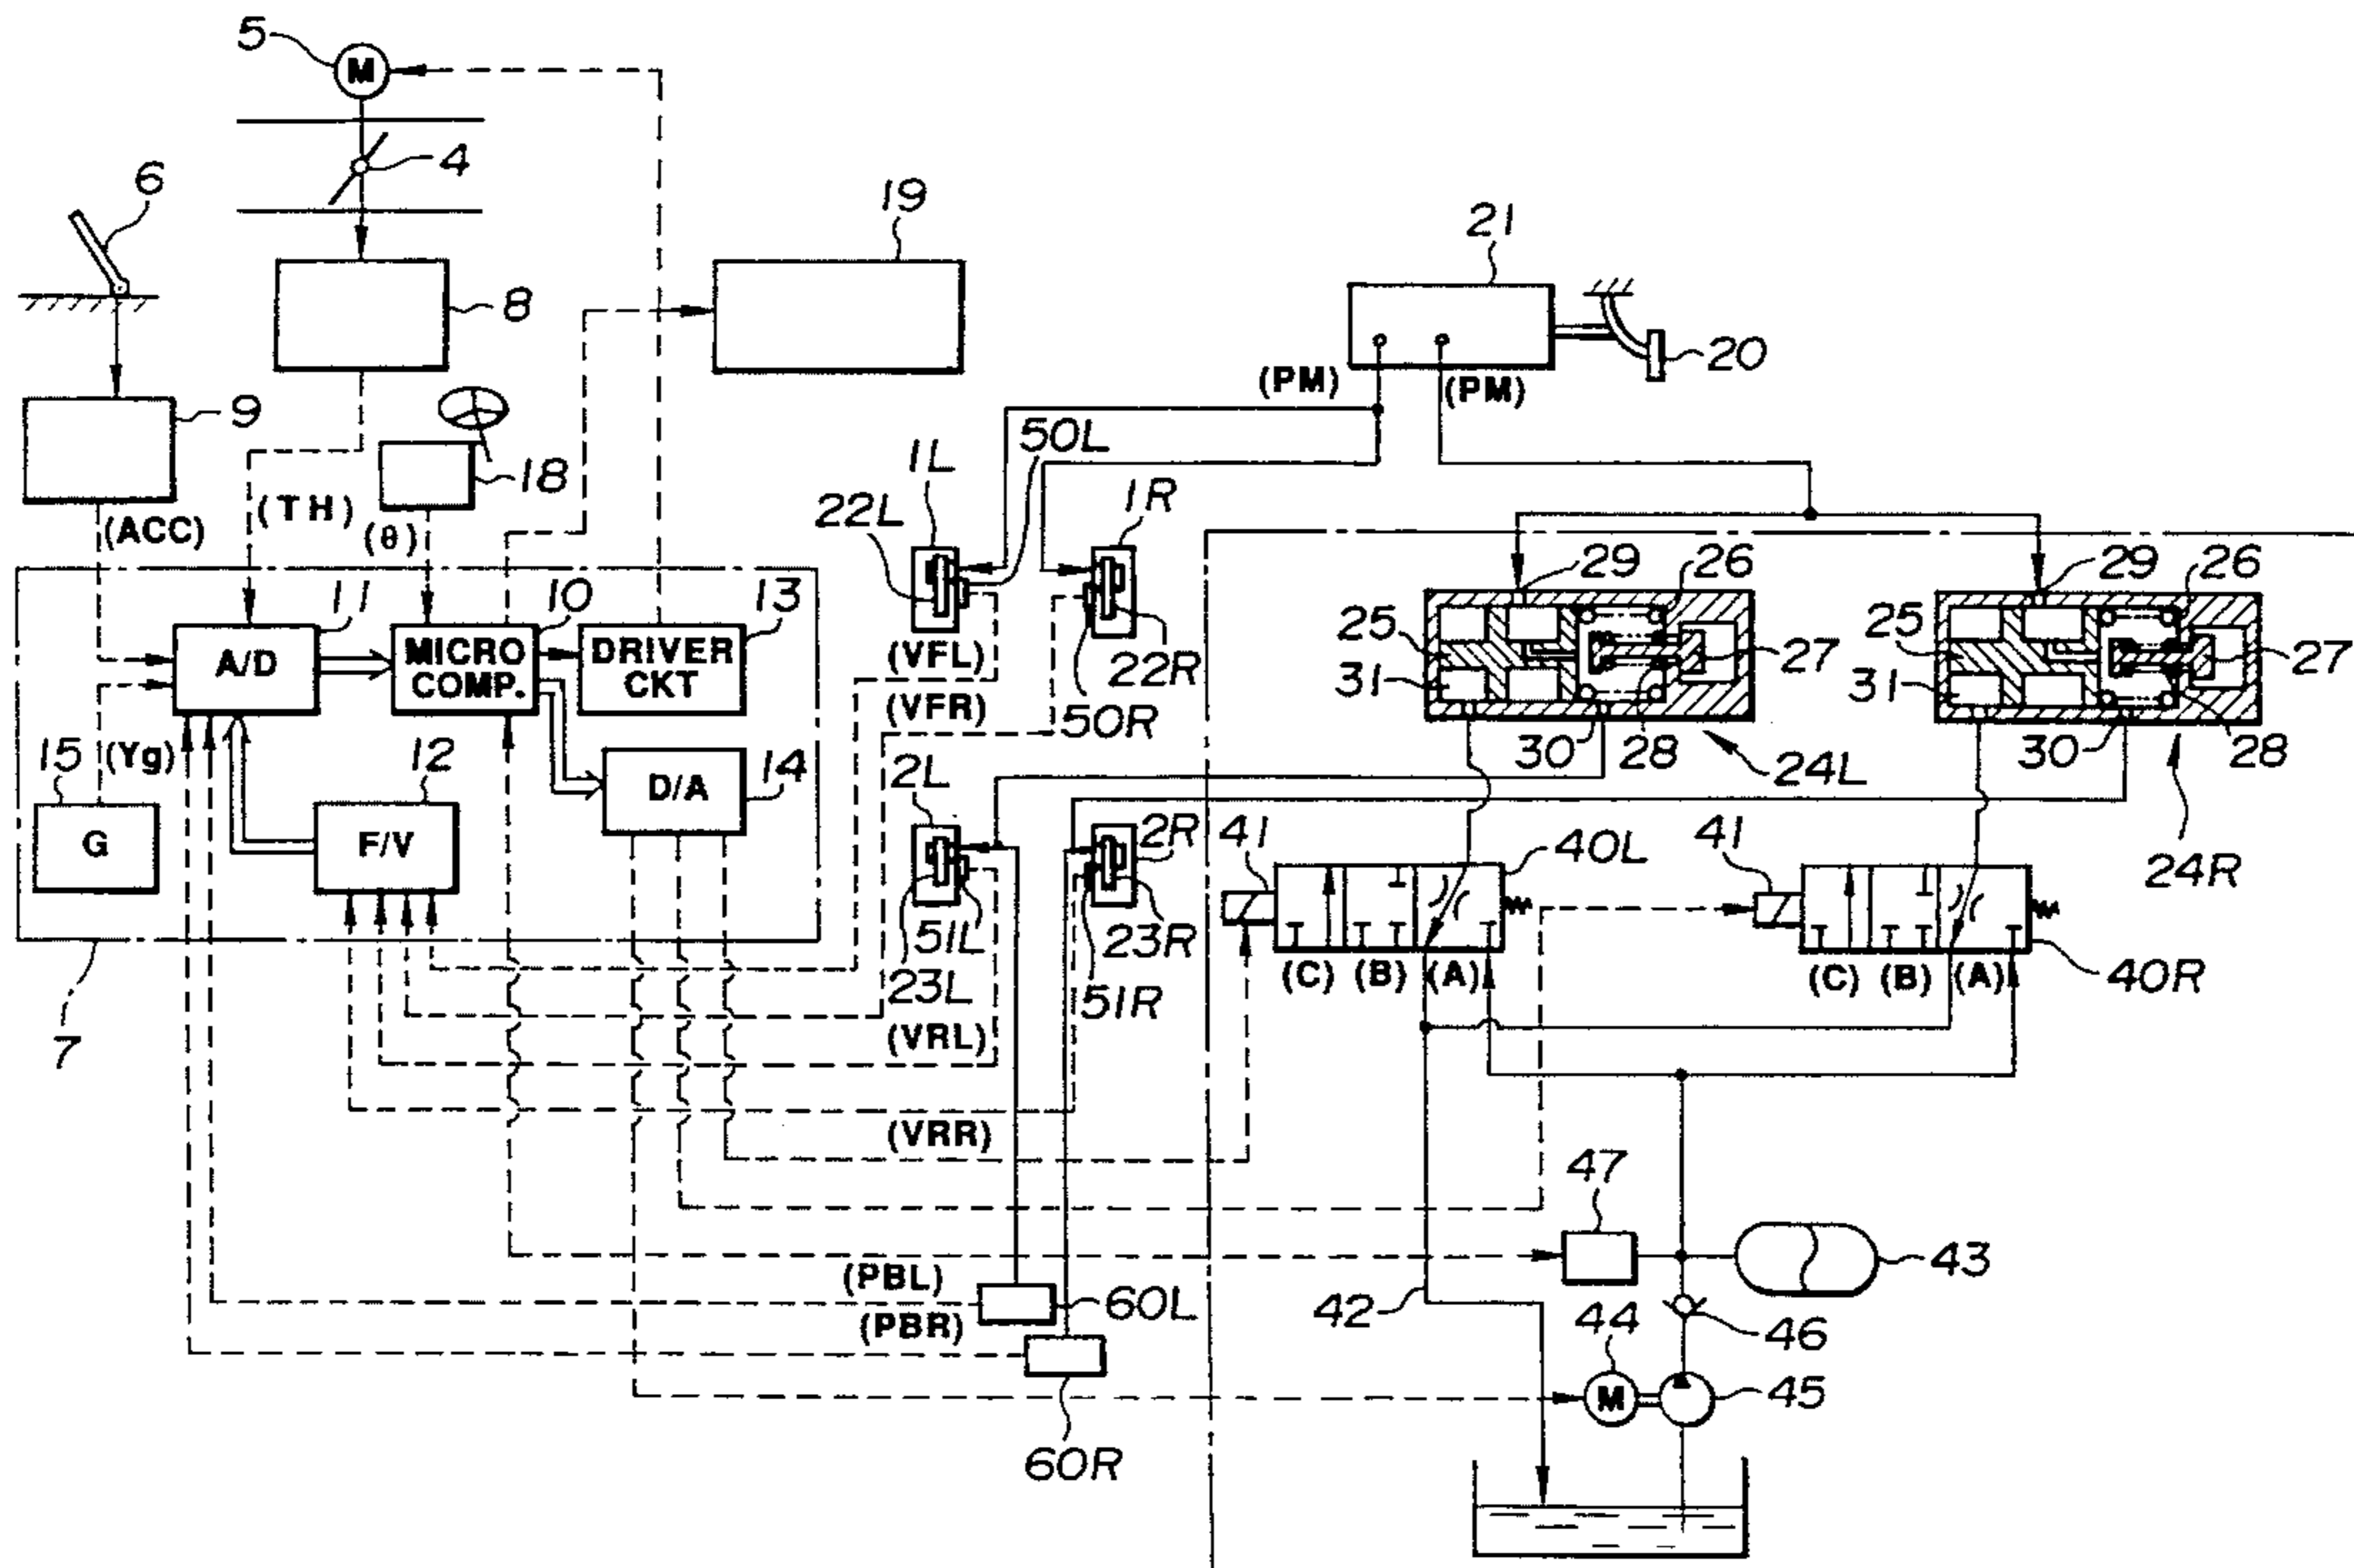 5
M
4
6
19
21
8
20
(PM)
(PM)
9
50L
1L
18
1R
(TH)
22L
(ACC)
(θ)
29
26
29
26
11
10
13
25
25
A/D
MICRO
COMP.
DRIVER
CKT
(VFL)
27
27
22R
31
31
(VFR)
50R
15
(Yg)
12
14
30
28
30
28
2L
24L
D/A
2R
41
40L
41
24R
G
F/V
51L
23R
23L
(C)
(B)
(A)
(C)
(B)
(A)
40R
51R
7
(VRL)
(VRR)
47
(PBL)
43
60L
42
(PBR)
44
46
M
45
60R